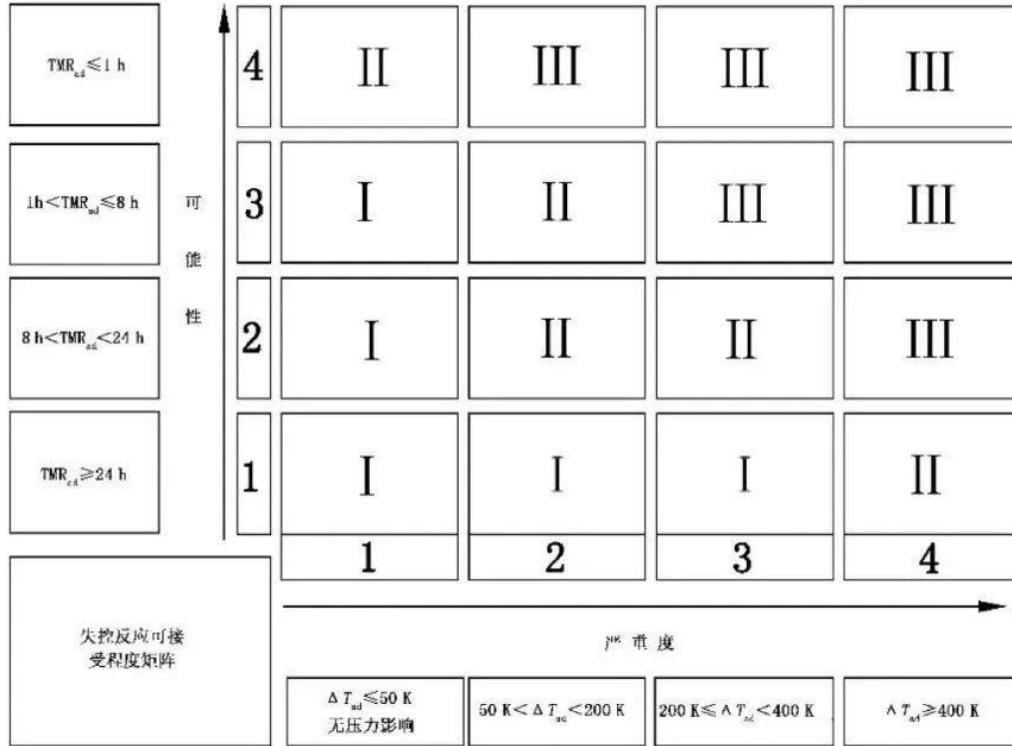 TMRad≤1 h
4
II
III
III
III
1h<TMRad≤8 h
3
I
II
III
III
8 h<TMRad<24 h
2
I
II
II
III
TMRad≥24 h
1
I
I
I
II
可
能
性
1
2
3
4
严 重 度
失控反应可接
受程度矩阵
ΔTad≤50 K
无压力影响
50 K<ΔTad<200 K
200 K≤ΔTad<400 K
ΔTad≥400 K